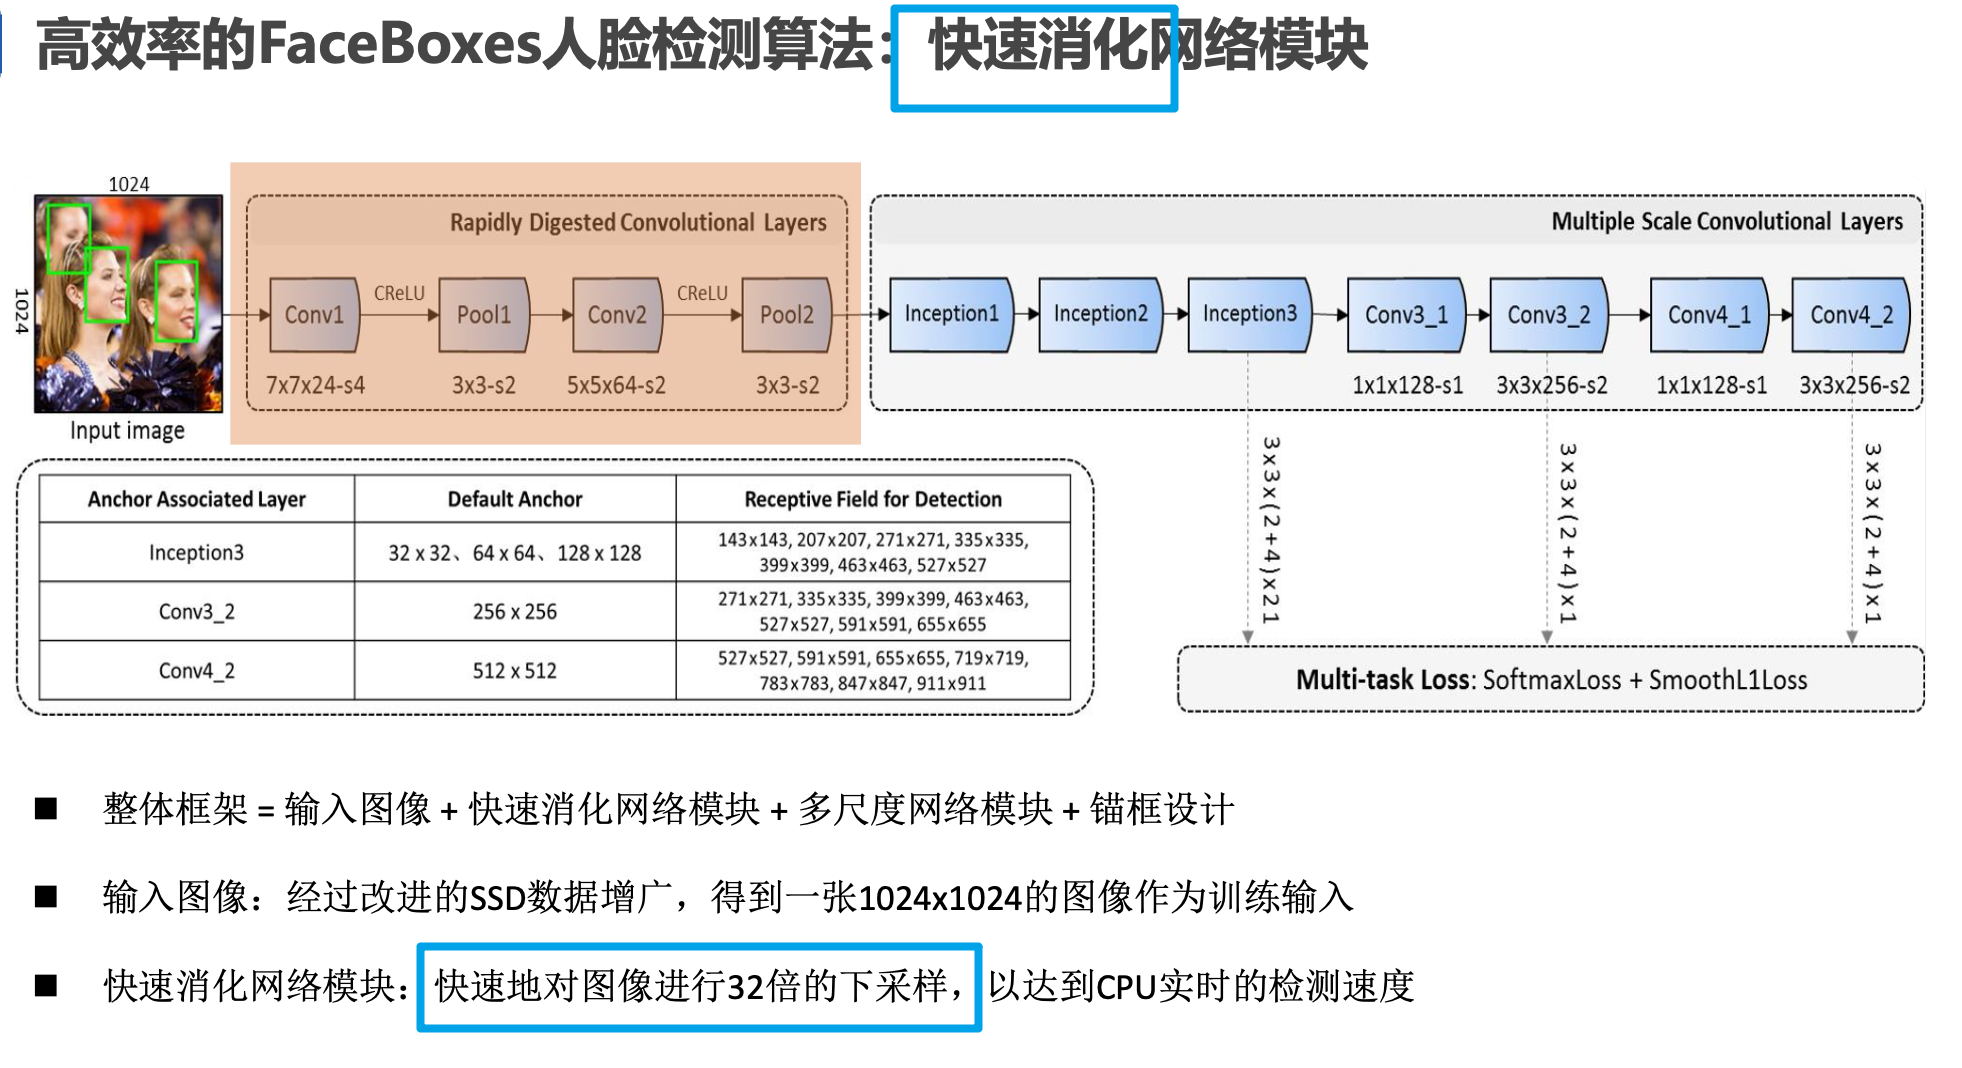 高效率的FaceBoxes人脸检测算法：快速消化网络模块
1024
1024
Input image
Rapidly Digested Convolutional Layers
Conv1
CReLU
Pool1
Conv2
CReLU
Pool2
7x7x24-s4
3x3-s2
5x5x64-s2
3x3-s2
Multiple Scale Convolutional Layers
Inception1
Inception2
Inception3
Conv3_1
Conv3_2
Conv4_1
Conv4_2
1x1x128-s1
3x3x256-s2
1x1x128-s1
3x3x256-s2
3x3x(2+4)x21
3x3x(2+4)x1
3x3x(2+4)x1
Anchor Associated Layer
Default Anchor
Receptive Field for Detection
Inception3
32 x 32、64 x 64、128 x 128
143x143, 207x207, 271x271, 335x335,
399x399, 463x463, 527x527
Conv3_2
256 x 256
271x271, 335x335, 399x399, 463x463,
527x527, 591x591, 655x655
Conv4_2
512 x 512
527x527, 591x591, 655x655, 719x719,
783x783, 847x847, 911x911
Multi-task Loss: SoftmaxLoss + SmoothL1Loss
整体框架 = 输入图像 + 快速消化网络模块 + 多尺度网络模块 + 锚框设计
输入图像：经过改进的SSD数据增广，得到一张1024x1024的图像作为训练输入
快速消化网络模块：快速地对图像进行32倍的下采样，以达到CPU实时的检测速度